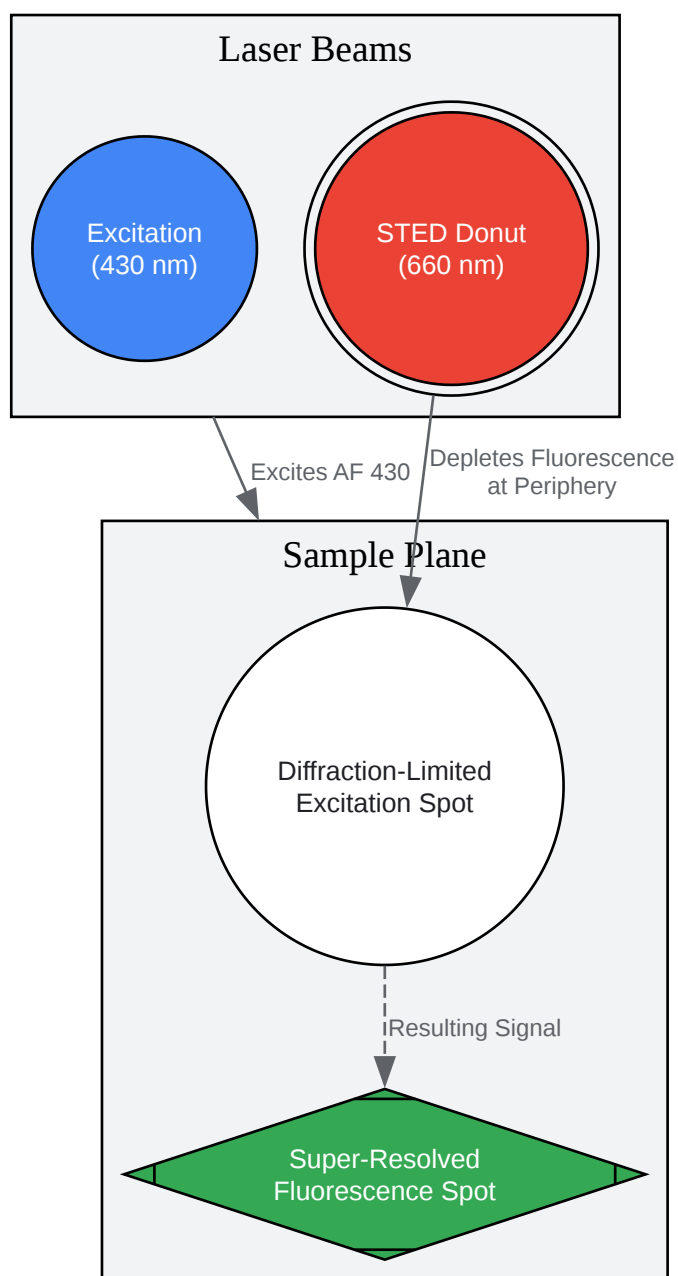 Laser Beams
Excitation
(430 nm)
STED Donut
(660 nm)
Excites AF 430
Depletes Fluorescence
at Periphery
Sample Plane
Diffraction-Limited
Excitation Spot
Resulting Signal
Super-Resolved
Fluorescence Spot